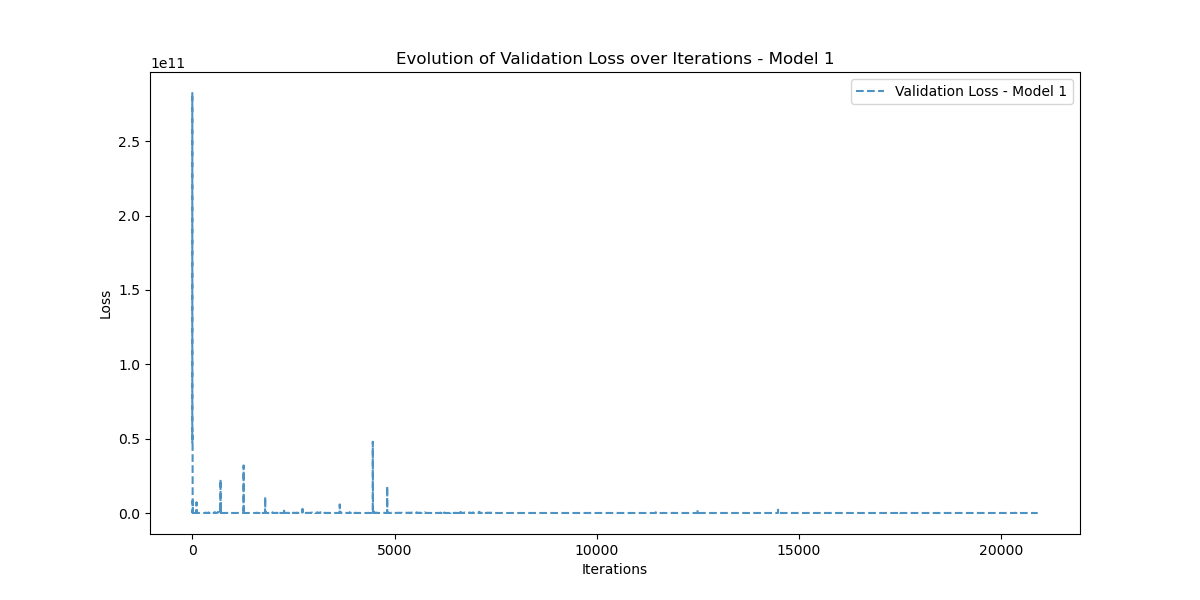 Evolution of Validation Loss over Iterations - Model 1
1e11
Validation Loss - Model 1
2.5
2.0
1.5
1.0
0.5
0.0
Loss
0 5000 10000 15000 20000
Iterations